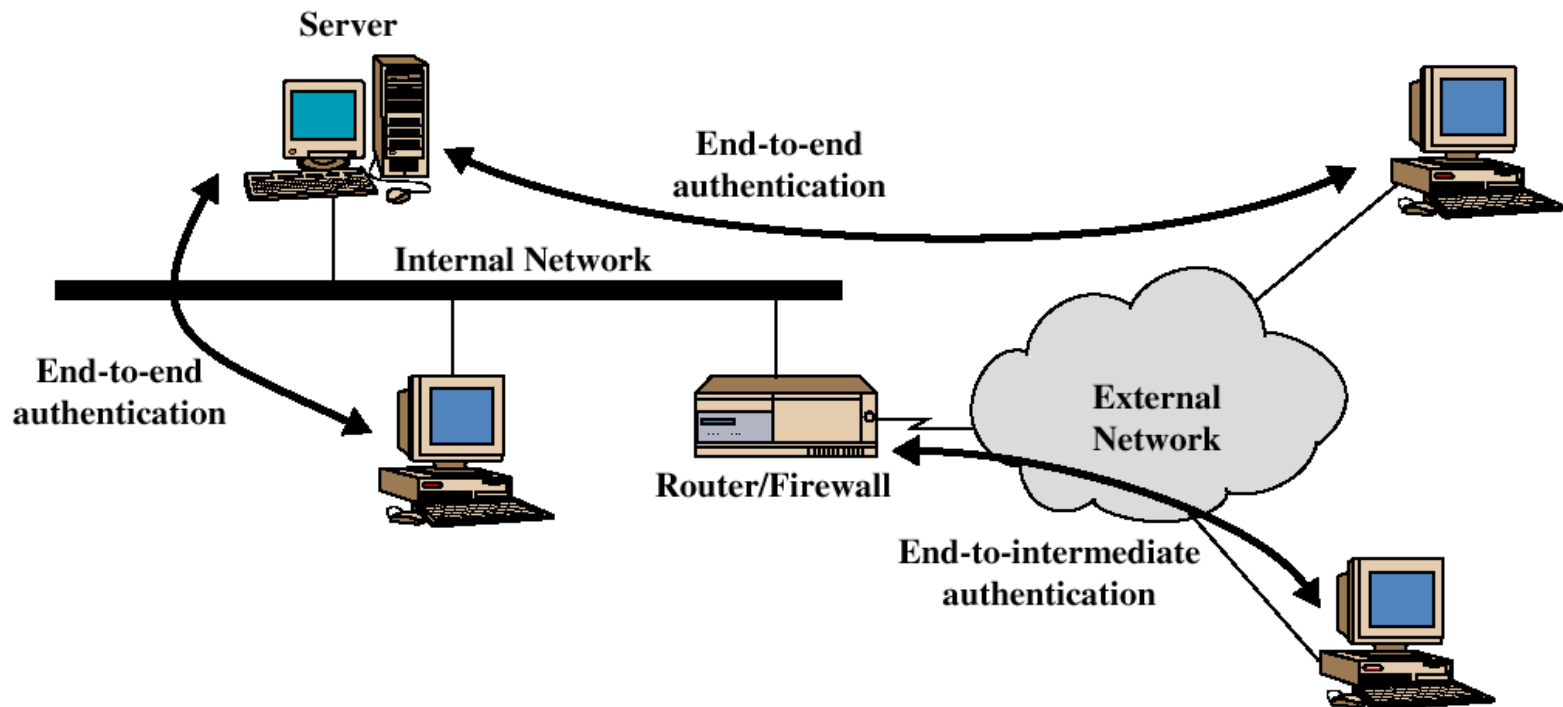 Server
End-to-end
authentication
Internal Network
End-to-end
authentication
External
Network
Router/Firewall
End-to-intermediate
authentication